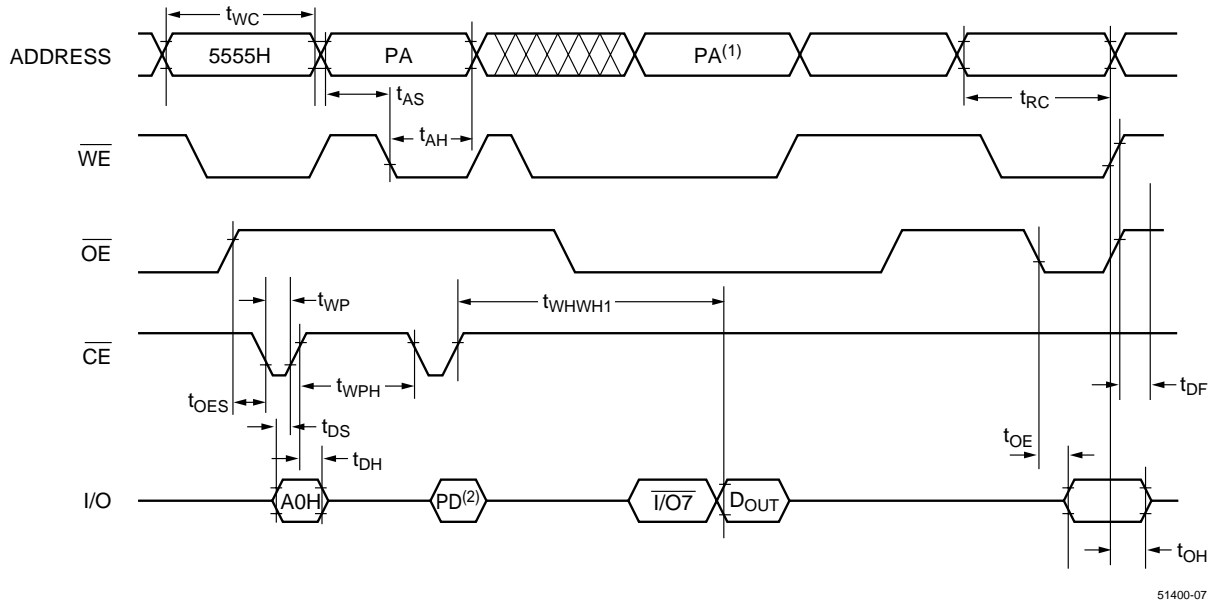 tWC
ADDRESS 5555H PA PA(1)
tAS
tRC
tAH
WE
OE
tWP
tWHWH1
CE
tWPH
tDF
tOES
tDS
tOE
tDH
I/O A0H PD(2) I/O7 DOUT
tOH
51400-07